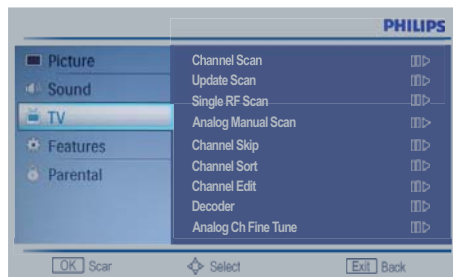 PHILIPS
Picture
Sound
TV
Features
Parental
Channel Scan
Update Scan
Single RF Scan
Analog Manual Scan
Channel Skip
Channel Sort
Channel Edit
Decoder
Analog Ch Fine Tune
OK Scar
Select
Exit Back